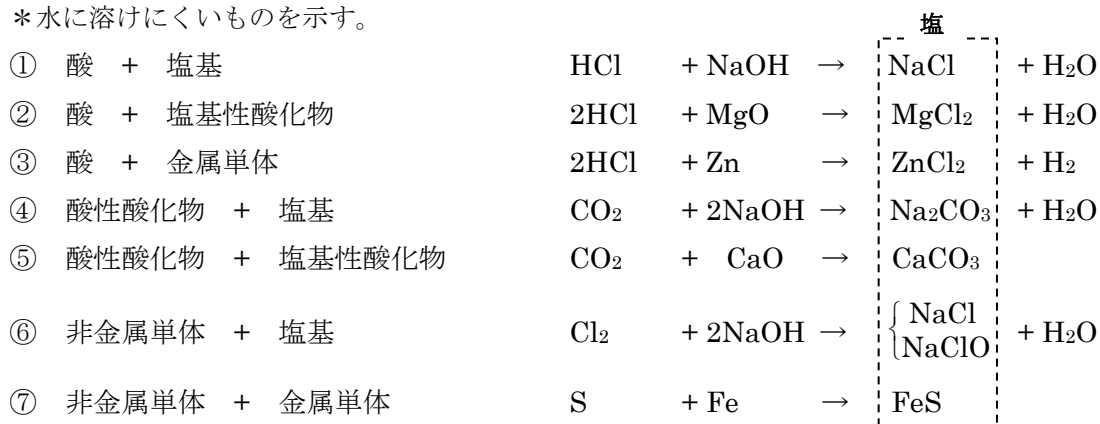 ＊水に溶けにくいものを示す。
塩
① 酸 + 塩基 HCl + NaOH → NaCl + H₂O
② 酸 + 塩基性酸化物 2HCl + MgO → MgCl₂ + H₂O
③ 酸 + 金属単体 2HCl + Zn → ZnCl₂ + H₂
④ 酸性酸化物 + 塩基 CO₂ + 2NaOH → Na₂CO₃ + H₂O
⑤ 酸性酸化物 + 塩基性酸化物 CO₂ + CaO → CaCO₃
⑥ 非金属単体 + 塩基 Cl₂ + 2NaOH → { NaCl NaClO + H₂O
⑦ 非金属単体 + 金属単体 S + Fe → FeS